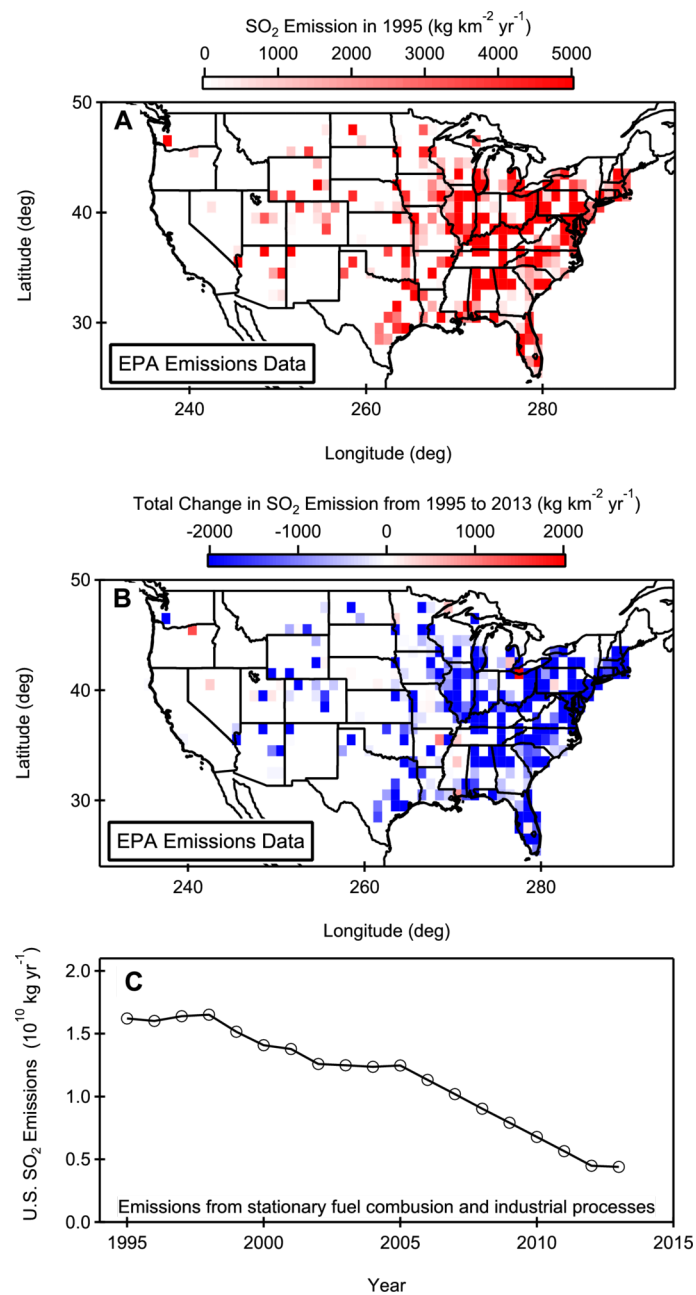 SO₂ Emission in 1995 (kg km⁻² yr⁻¹)
0 1000 2000 3000 4000 5000
A
50
40
30
Latitude (deg)
EPA Emissions Data
240 260 280
Longitude (deg)
Total Change in SO₂ Emission from 1995 to 2013 (kg km⁻² yr⁻¹)
-2000 -1000 0 1000 2000
B
50
40
30
Latitude (deg)
EPA Emissions Data
240 260 280
Longitude (deg)
C
2.0
1.5
1.0
0.5
0.0
U.S. SO₂ Emissions (10¹⁰ kg yr⁻¹)
Emissions from stationary fuel combusion and industrial processes
1995 2000 2005 2010 2015
Year